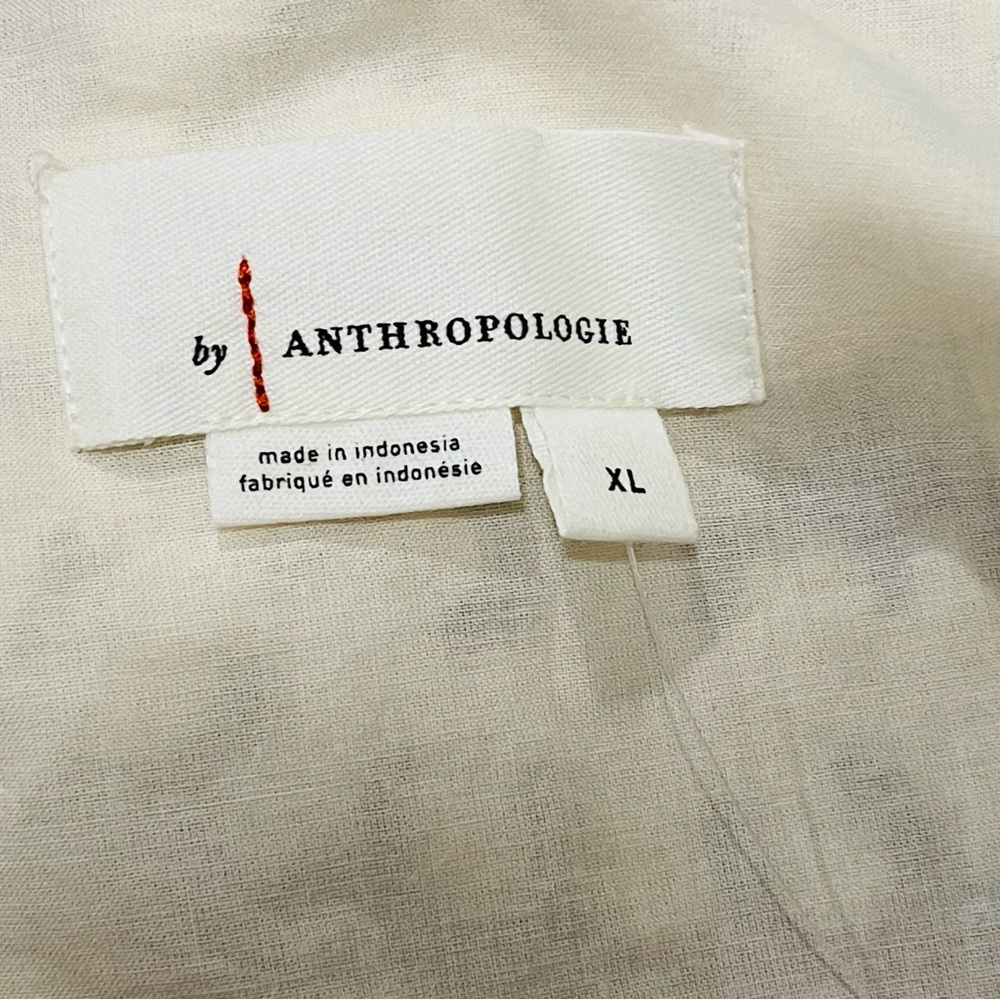 by ANTHROPOLOGIE
made in indonesia
fabriqué en indonésie
XL